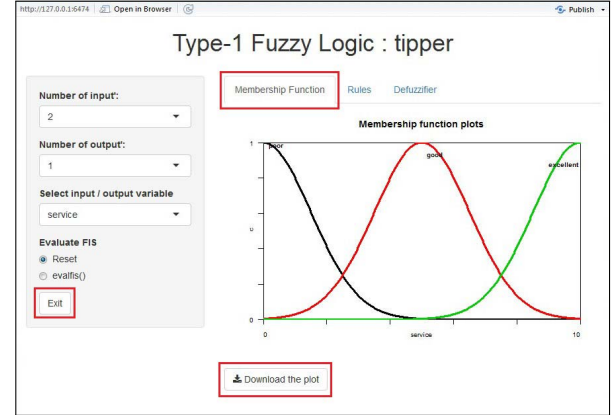 http://127.0.0.1:6474 Open in Browser Publish
Type-1 Fuzzy Logic : tipper
Number of input':
2
Number of output':
1
Select input / output variable
service
Evaluate FIS
Reset
evalfis()
Exit
Membership Function Rules Defuzzifier
Membership function plots
1
poor
good
excellent
0
0
service
10
Download the plot